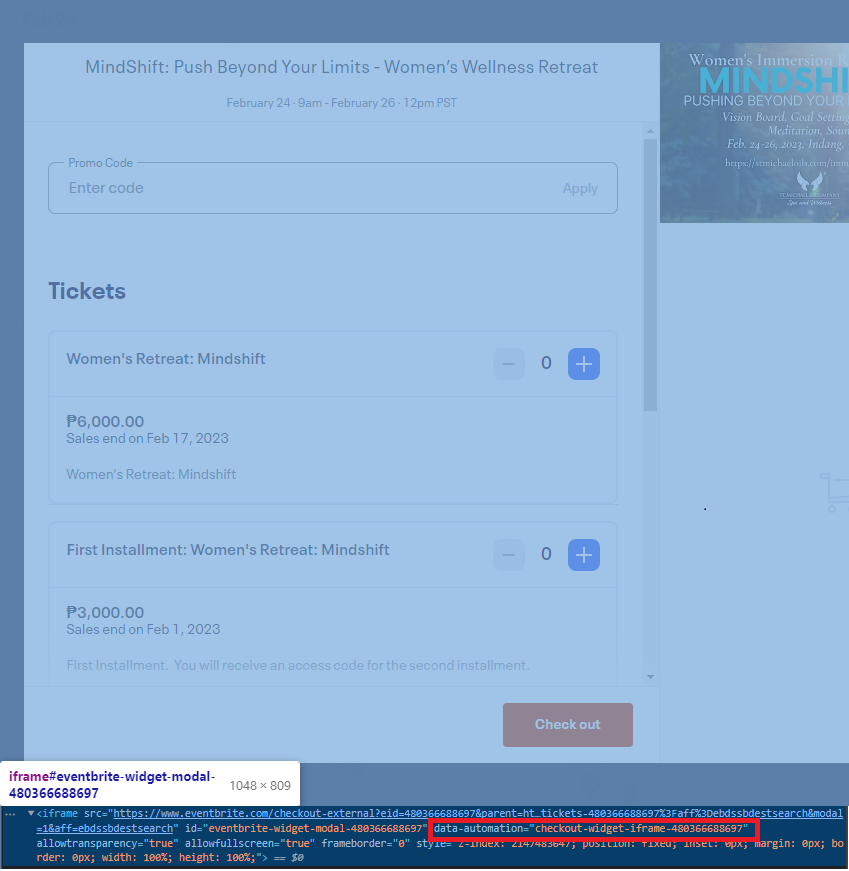 MindShift: Push Beyond Your Limits - Women's Wellness Retreat
February 24 · 9am - February 26 · 12pm PST
Women's Immersion
MINDSHI
PUSHING BEYOND YOUR
Vision Board, Goal Setting
Meditation, Soun
Feb. 24-26, 2023, Indang,
https://stmichaeloils.com/imm
Spa and Wellness
Promo Code
Enter code
Apply
Tickets
Women's Retreat: Mindshift
0
₱6,000.00
Sales end on Feb 17, 2023
Women's Retreat: Mindshift
First Installment: Women's Retreat: Mindshift
0
₱3,000.00
Sales end on Feb 1, 2023
First Installment. You will receive an access code for the second installment.
Check out
iframe#eventbrite-widget-modal-
480366688697
1048 × 809
<iframe src="https://www.eventbrite.com/checkout-external?eid=480366688697&parent=ht_tickets-480366688697%3Faff%3Debdssbdestsearch&modal
=1&aff=ebdssbdestsearch" id="eventbrite-widget-modal-480366688697" data-automation="checkout-widget-iframe-480366688697"
allowtransparency="true" allowfullscreen="true" frameborder="0" style="z-index: 2147483647; position: fixed; inset: 0px; margin: 0px; bo
rder: 0px; width: 100%; height: 100%;"> == $0